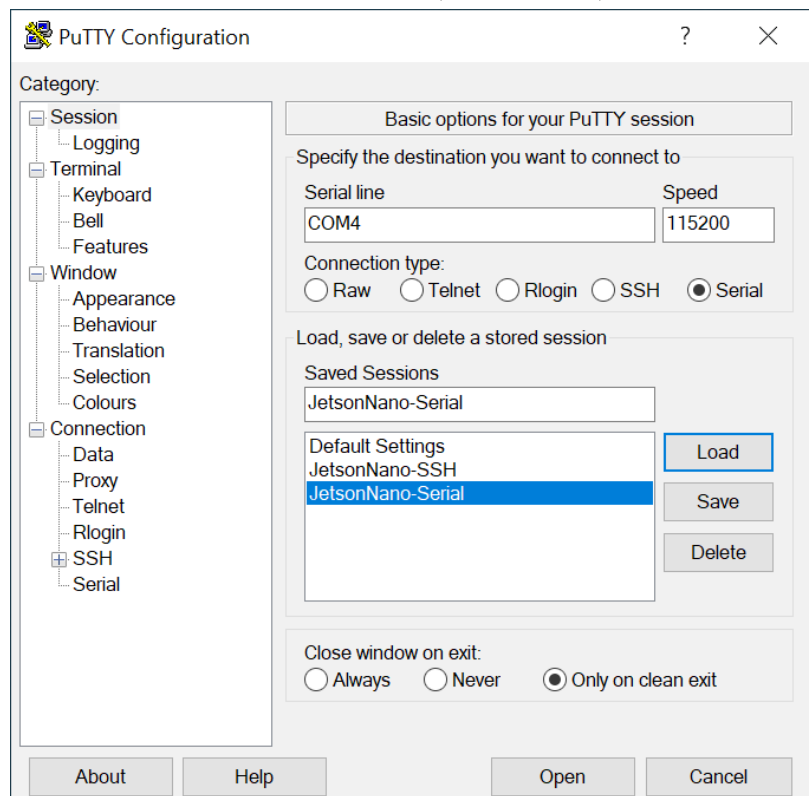 PuTTY Configuration
?
Category:
Session
Logging
Terminal
Keyboard
Bell
Features
Window
Appearance
Behaviour
Translation
Selection
Colours
Connection
Data
Proxy
Telnet
Rlogin
SSH
Serial
Basic options for your PuTTY session
Specify the destination you want to connect to
Serial line Speed
COM4 115200
Connection type:
Raw Telnet Rlogin SSH Serial
Load, save or delete a stored session
Saved Sessions
JetsonNano-Serial
Default Settings
JetsonNano-SSH
JetsonNano-Serial
Load
Save
Delete
Close window on exit:
Always Never Only on clean exit
About Help Open Cancel